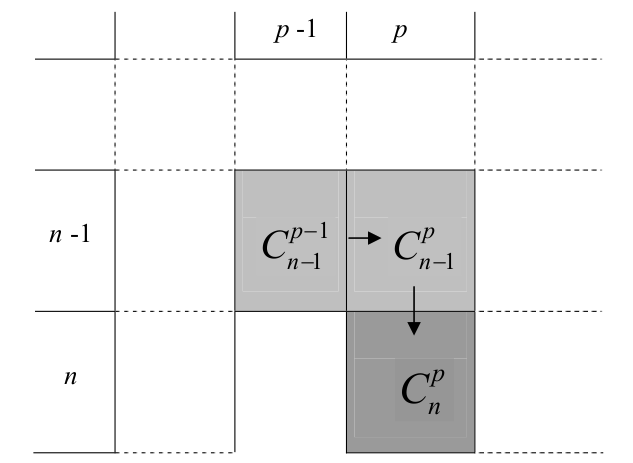 p -1 p
n -1 C_{n-1}^{p-1} C_{n-1}^{p}
n C_{n}^{p}